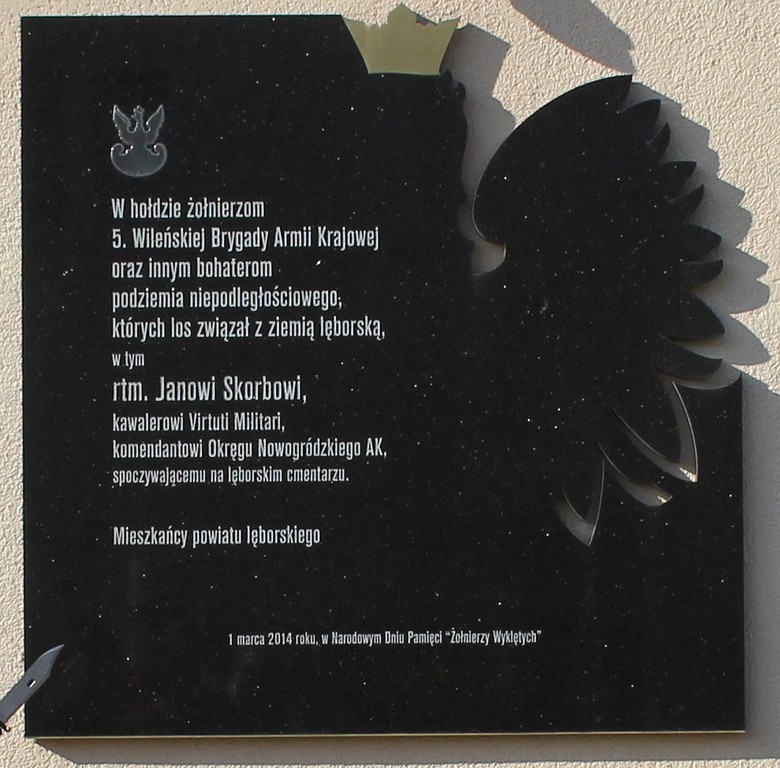 W hołdzie żołnierzom
5. Wileńskiej Brygady Armii Krajowej
oraz innym bohaterom
podziemia niepodległościowego,
których los związał z ziemią lęborską,
w tym
rtm. Janowi Skorbowi,
kawalerowi Virtuti Militari,
komendantowi Okręgu Nowogródzkiego AK,
spoczywającemu na lęborskim cmentarzu.
Mieszkańcy powiatu lęborskiego
1 marca 2014 roku, w Narodowym Dniu Pamięci “Żołnierzy Wyklętych”